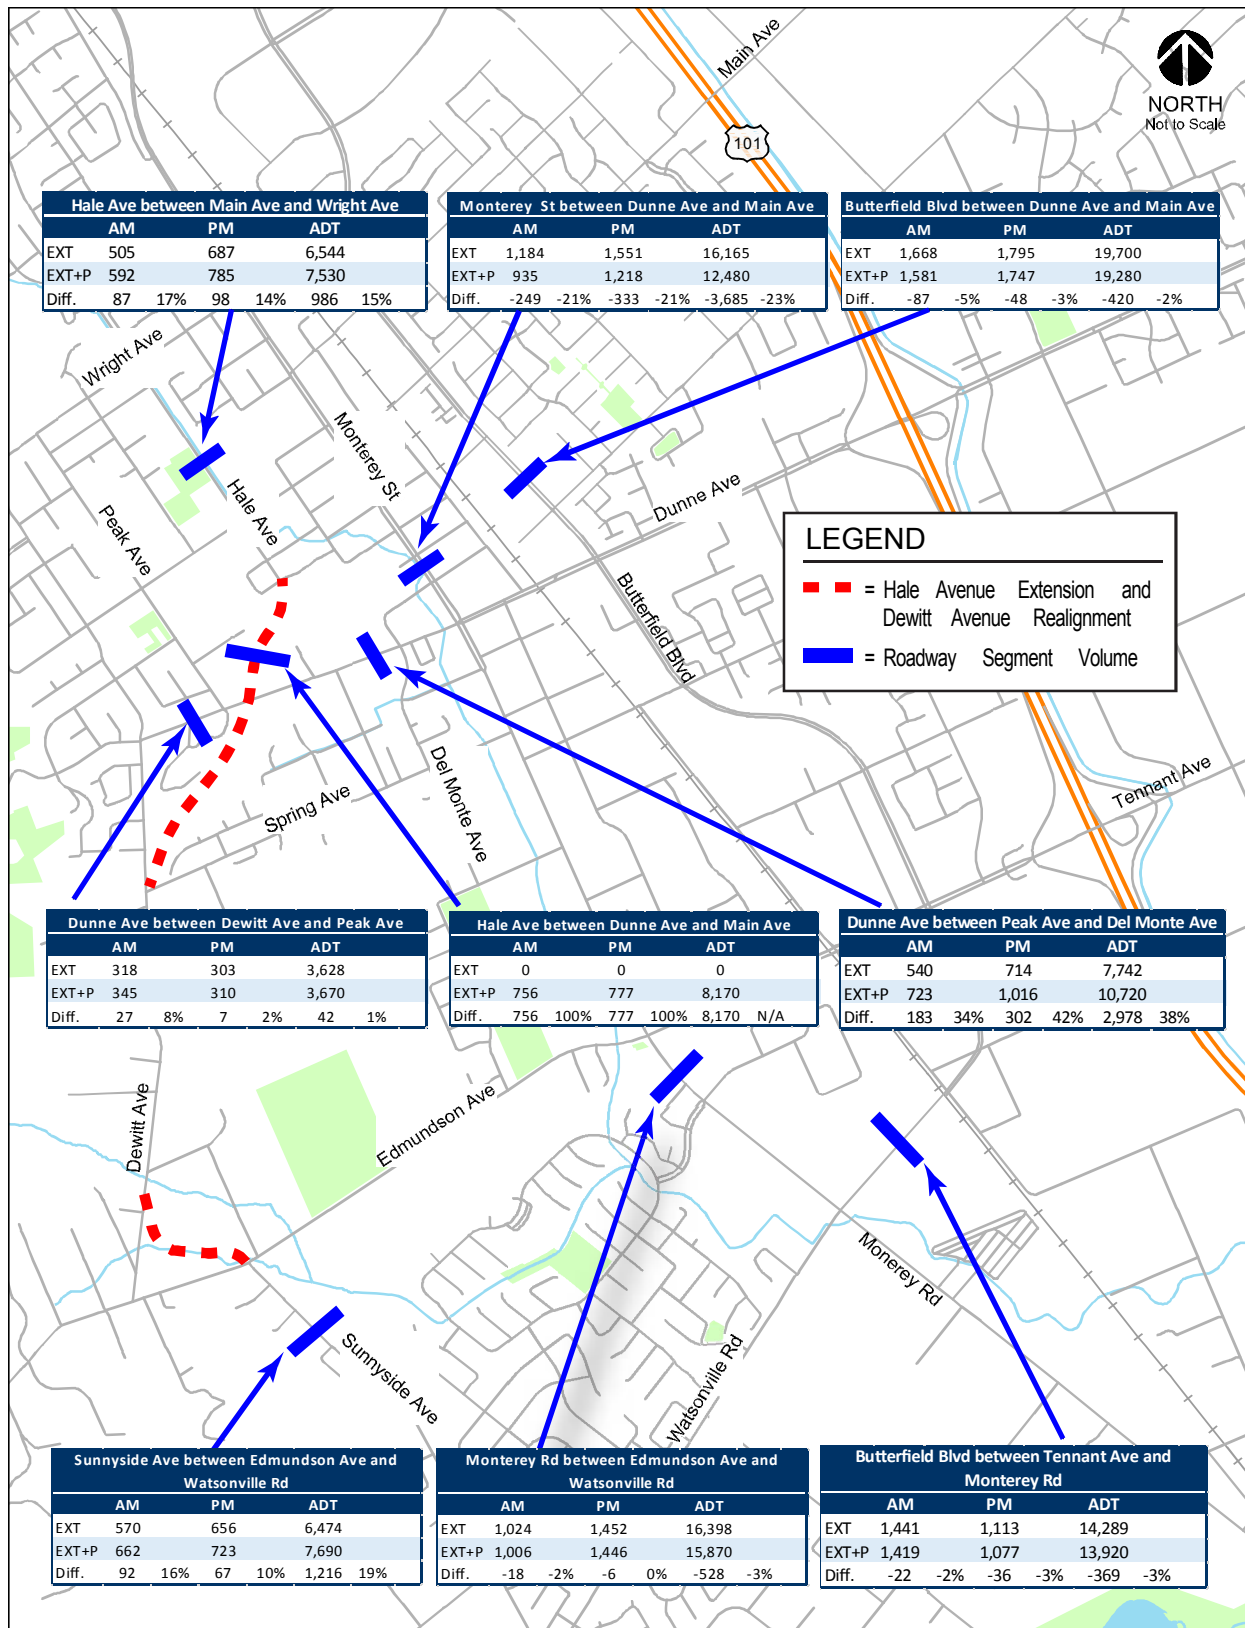 Main Ave
NORTH
Not to Scale
101
Hale Ave between Main Ave and Wright Ave
AM PM ADT
EXT 505 687 6,544
EXT+P 592 785 7,530
Diff. 87 17% 98 14% 986 15%
Monterey St between Dunne Ave and Main Ave
AM PM ADT
EXT 1,184 1,551 16,165
EXT+P 935 1,218 12,480
Diff. -249 -21% -333 -21% -3,685 -23%
Butterfield Blvd between Dunne Ave and Main Ave
AM PM ADT
EXT 1,668 1,795 19,700
EXT+P 1,581 1,747 19,280
Diff. -87 -5% -48 -3% -420 -2%
Wright Ave
Monterey St
Hale Ave
Peak Ave
Dunne Ave
Butterfield Blvd
LEGEND
= Hale Avenue Extension and
Dewitt Avenue Realignment
= Roadway Segment Volume
Del Monte Ave
Spring Ave
Tennant Ave
Dunne Ave between Dewitt Ave and Peak Ave
AM PM ADT
EXT 318 303 3,628
EXT+P 345 310 3,670
Diff. 27 8% 7 2% 42 1%
Hale Ave between Dunne Ave and Main Ave
AM PM ADT
EXT 0 0 0
EXT+P 756 777 8,170
Diff. 756 100% 777 100% 8,170 N/A
Dunne Ave between Peak Ave and Del Monte Ave
AM PM ADT
EXT 540 714 7,742
EXT+P 723 1,016 10,720
Diff. 183 34% 302 42% 2,978 38%
Dewitt Ave
Edmundson Ave
Monerey Rd
Sunnyside Ave
Watsonville Rd
Sunnyside Ave between Edmundson Ave and
Watsonville Rd
AM PM ADT
EXT 570 656 6,474
EXT+P 662 723 7,690
Diff. 92 16% 67 10% 1,216 19%
Monterey Rd between Edmundson Ave and
Watsonville Rd
AM PM ADT
EXT 1,024 1,452 16,398
EXT+P 1,006 1,446 15,870
Diff. -18 -2% -6 0% -528 -3%
Butterfield Blvd between Tennant Ave and
Monterey Rd
AM PM ADT
EXT 1,441 1,113 14,289
EXT+P 1,419 1,077 13,920
Diff. -22 -2% -36 -3% -369 -3%